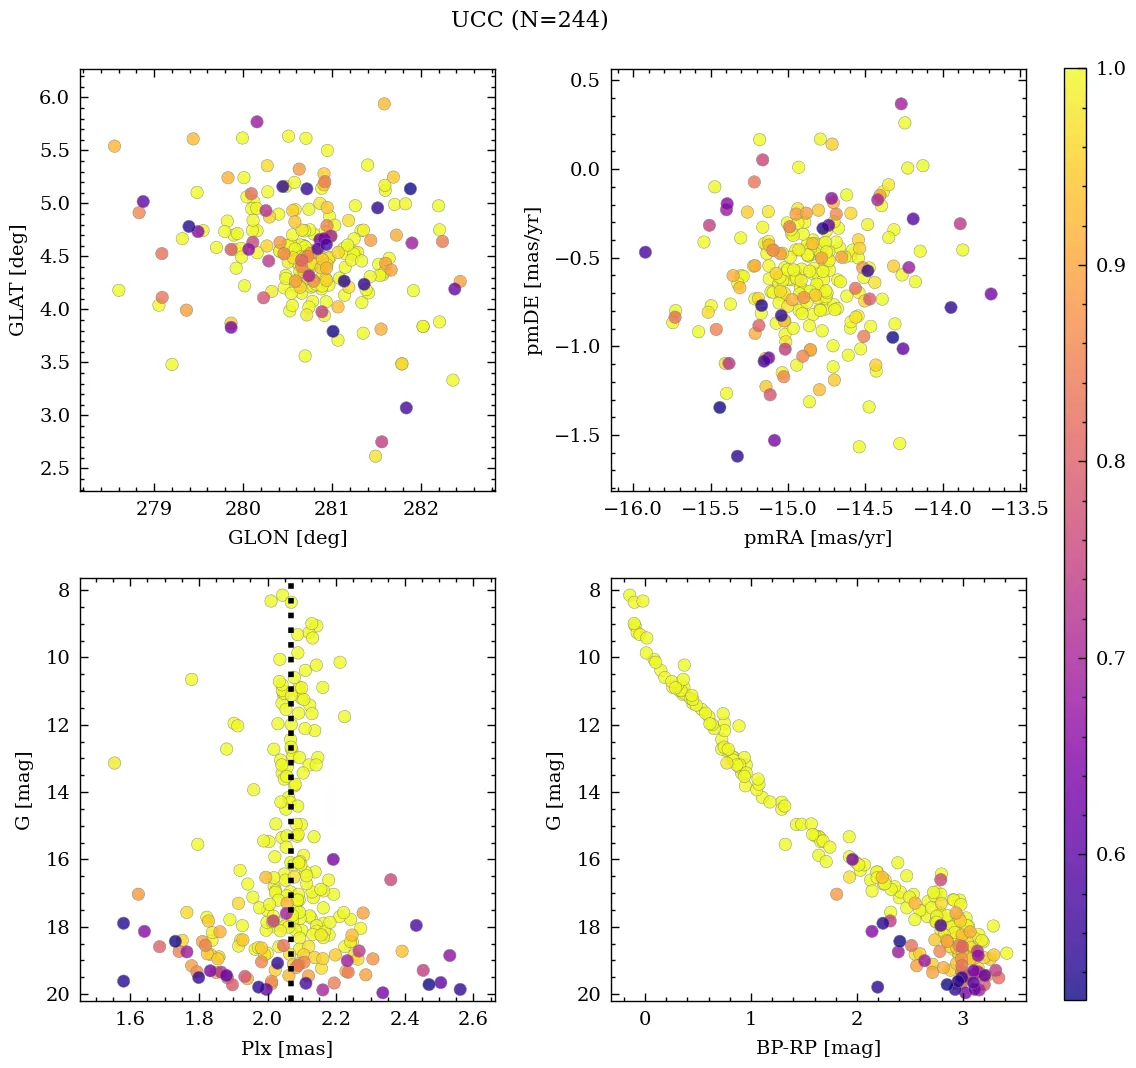 UCC (N=244)
6.0
5.5
5.0
4.5
4.0
3.5
3.0
2.5
GLAT [deg]
279 280 281 282
GLON [deg]
0.5
0.0
−0.5
−1.0
−1.5
pmDE [mas/yr]
−16.0 −15.5 −15.0 −14.5 −14.0 −13.5
pmRA [mas/yr]
8
10
12
14
16
18
20
G [mag]
1.6 1.8 2.0 2.2 2.4 2.6
Plx [mas]
8
10
12
14
16
18
20
G [mag]
0 1 2 3
BP-RP [mag]
1.0
0.9
0.8
0.7
0.6